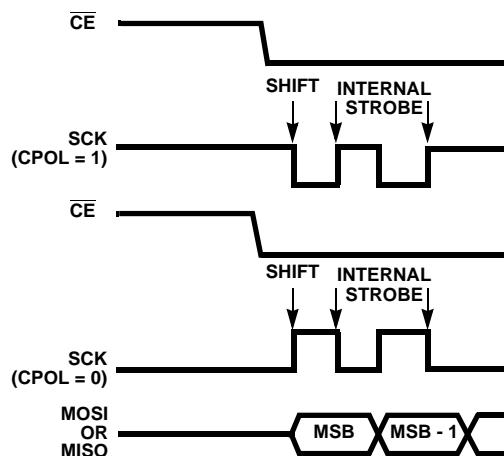 CE
SHIFT INTERNAL
STROBE
SCK
(CPOL = 1)
CE
SHIFT INTERNAL
STROBE
SCK
(CPOL = 0)
MOSI
OR
MISO
MSB MSB - 1